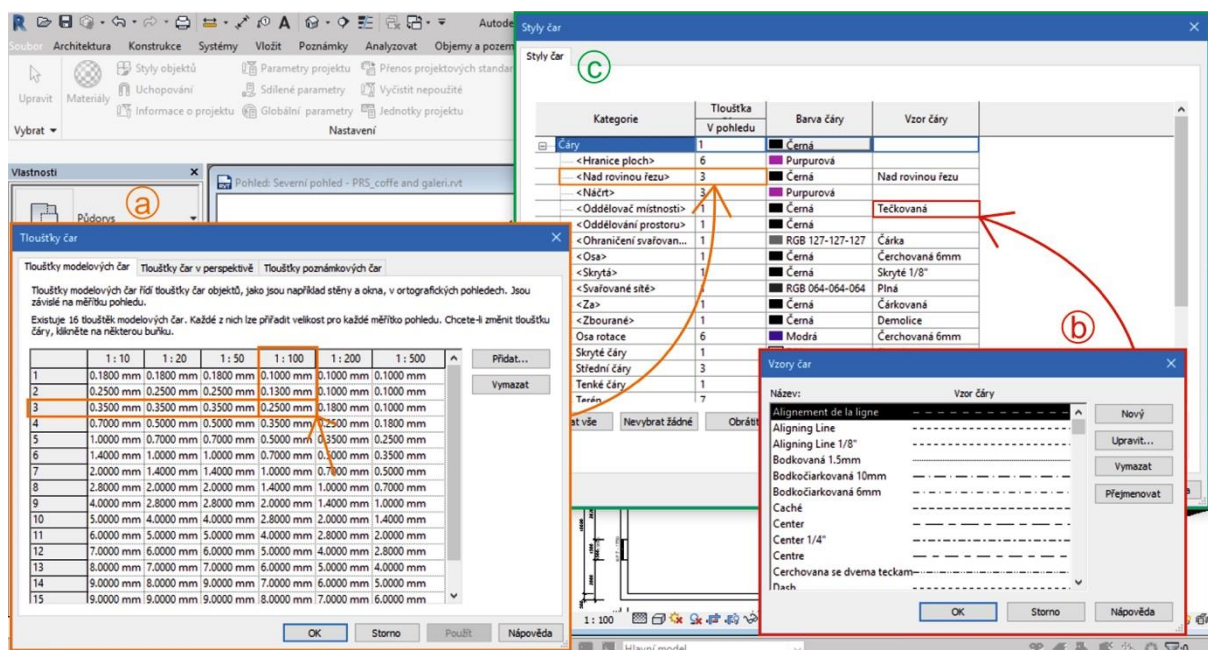 Autode
Soubor Architektura Konstrukce Systémy Vložit Poznámky Analyzovat Objemy a pozem
Styly objektů Parametry projektu Přenos projektových standar
Upravit Materiály Uchopování Sdílené parametry Vyčistit nepoužité
Informace o projektu Globální parametry Jednotky projektu
Vybrat Nastavení
Vlastnosti
Pohled: Severní pohled - PRS_coffe and galeri.rvt
Půdorys
a
Styly čar
Styly čar
c
Kategorie Tloušťka Barva čáry Vzor čáry
V pohledu
Čáry 1 Černá
<Hranice ploch> 6 Purpurová
<Nad rovinou řezu> 3 Černá Nad rovinou řezu
<Náčrt> 3 Purpurová
<Oddělovač místnosti> 1 Černá Tečkovaná
<Oddělování prostoru> 1 Černá
<Ohraničení svařovan... 1 RGB 127-127-127 Čárka
<Osa> 1 Černá Čerchovaná 6mm
<Skrytá> 1 Černá Skryté 1/8"
<Svařované sítě> RGB 064-064-064 Plná
<Za> 1 Černá Čárkovaná
<Zbourané> 1 Černá Demolice
Osa rotace 6 Modrá Čerchovaná 6mm
Skryté čáry 1
Střední čáry 3
Tenké čáry 1
Terén 7
at vše Nevybrat žádné Obrátit
b
Tloušťky čar
Tloušťky modelových čar Tloušťky čar v perspektivě Tloušťky poznámkových čar
Tloušťky modelových čar řídí tloušťky čar objektů, jako jsou například stěny a okna, v ortografických pohledech. Jsou
závislé na měřítku pohledu.
Existuje 16 tlouštěk modelových čar. Každé z nich lze přiřadit velikost pro každé měřítko pohledu. Chcete-li změnit tloušťku
čáry, klikněte na některou buňku.
1 : 10 1 : 20 1 : 50 1 : 100 1 : 200 1 : 500
1 0.1800 mm 0.1800 mm 0.1800 mm 0.1000 mm 0.1000 mm 0.1000 mm
2 0.2500 mm 0.2500 mm 0.2500 mm 0.1300 mm 0.1000 mm 0.1000 mm
3 0.3500 mm 0.3500 mm 0.3500 mm 0.2500 mm 0.1800 mm 0.1000 mm
4 0.7000 mm 0.5000 mm 0.5000 mm 0.3500 mm 0.2500 mm 0.1800 mm
5 1.0000 mm 0.7000 mm 0.7000 mm 0.5000 mm 0.3500 mm 0.2500 mm
6 1.4000 mm 1.0000 mm 1.0000 mm 0.7000 mm 0.5000 mm 0.3500 mm
7 2.0000 mm 1.4000 mm 1.4000 mm 1.0000 mm 0.7000 mm 0.5000 mm
8 2.8000 mm 2.0000 mm 2.0000 mm 1.4000 mm 1.0000 mm 0.7000 mm
9 4.0000 mm 2.8000 mm 2.8000 mm 2.0000 mm 1.4000 mm 1.0000 mm
10 5.0000 mm 4.0000 mm 4.0000 mm 2.8000 mm 2.0000 mm 1.4000 mm
11 6.0000 mm 5.0000 mm 5.0000 mm 4.0000 mm 2.8000 mm 2.0000 mm
12 7.0000 mm 6.0000 mm 6.0000 mm 5.0000 mm 4.0000 mm 2.8000 mm
13 8.0000 mm 7.0000 mm 7.0000 mm 6.0000 mm 5.0000 mm 4.0000 mm
14 9.0000 mm 8.0000 mm 9.0000 mm 7.0000 mm 6.0000 mm 5.0000 mm
15 9.0000 mm 9.0000 mm 9.0000 mm 8.0000 mm 7.0000 mm 6.0000 mm
Přidat...
Vymazat
OK Storno Použít Nápověda
Vzory čar
Název: Vzor čáry
Alignement de la ligne
Aligning Line
Aligning Line 1/8"
Bodkovaná 1.5mm
Bodkočiarkovaná 10mm
Bodkočiarkovaná 6mm
Caché
Center
Center 1/4"
Centre
Cerchovana se dvema teckam
Dash
Nový
Upravit...
Vymazat
Přejmenovat
OK Storno Nápověda
1 : 100
Hlavní model